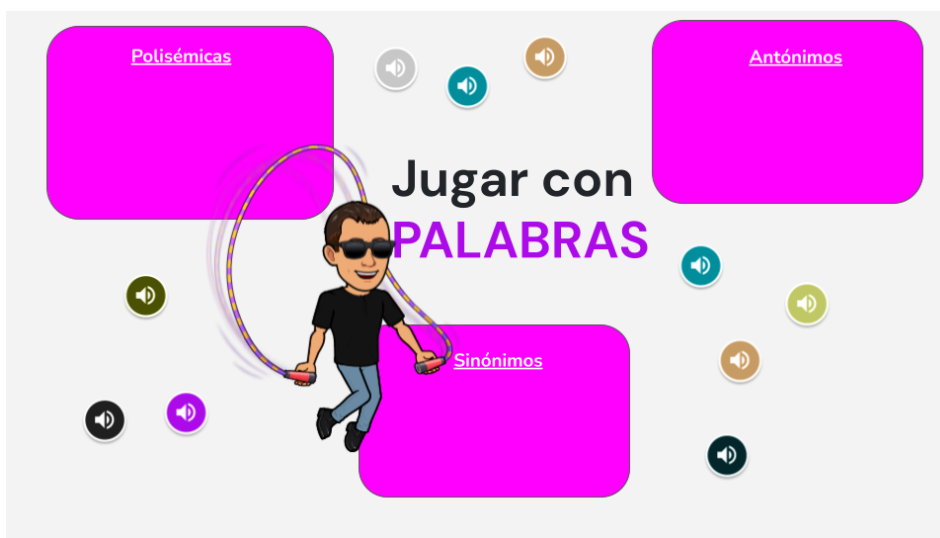 Polisémicas
Antónimos
Jugar con
PALABRAS
Sinónimos